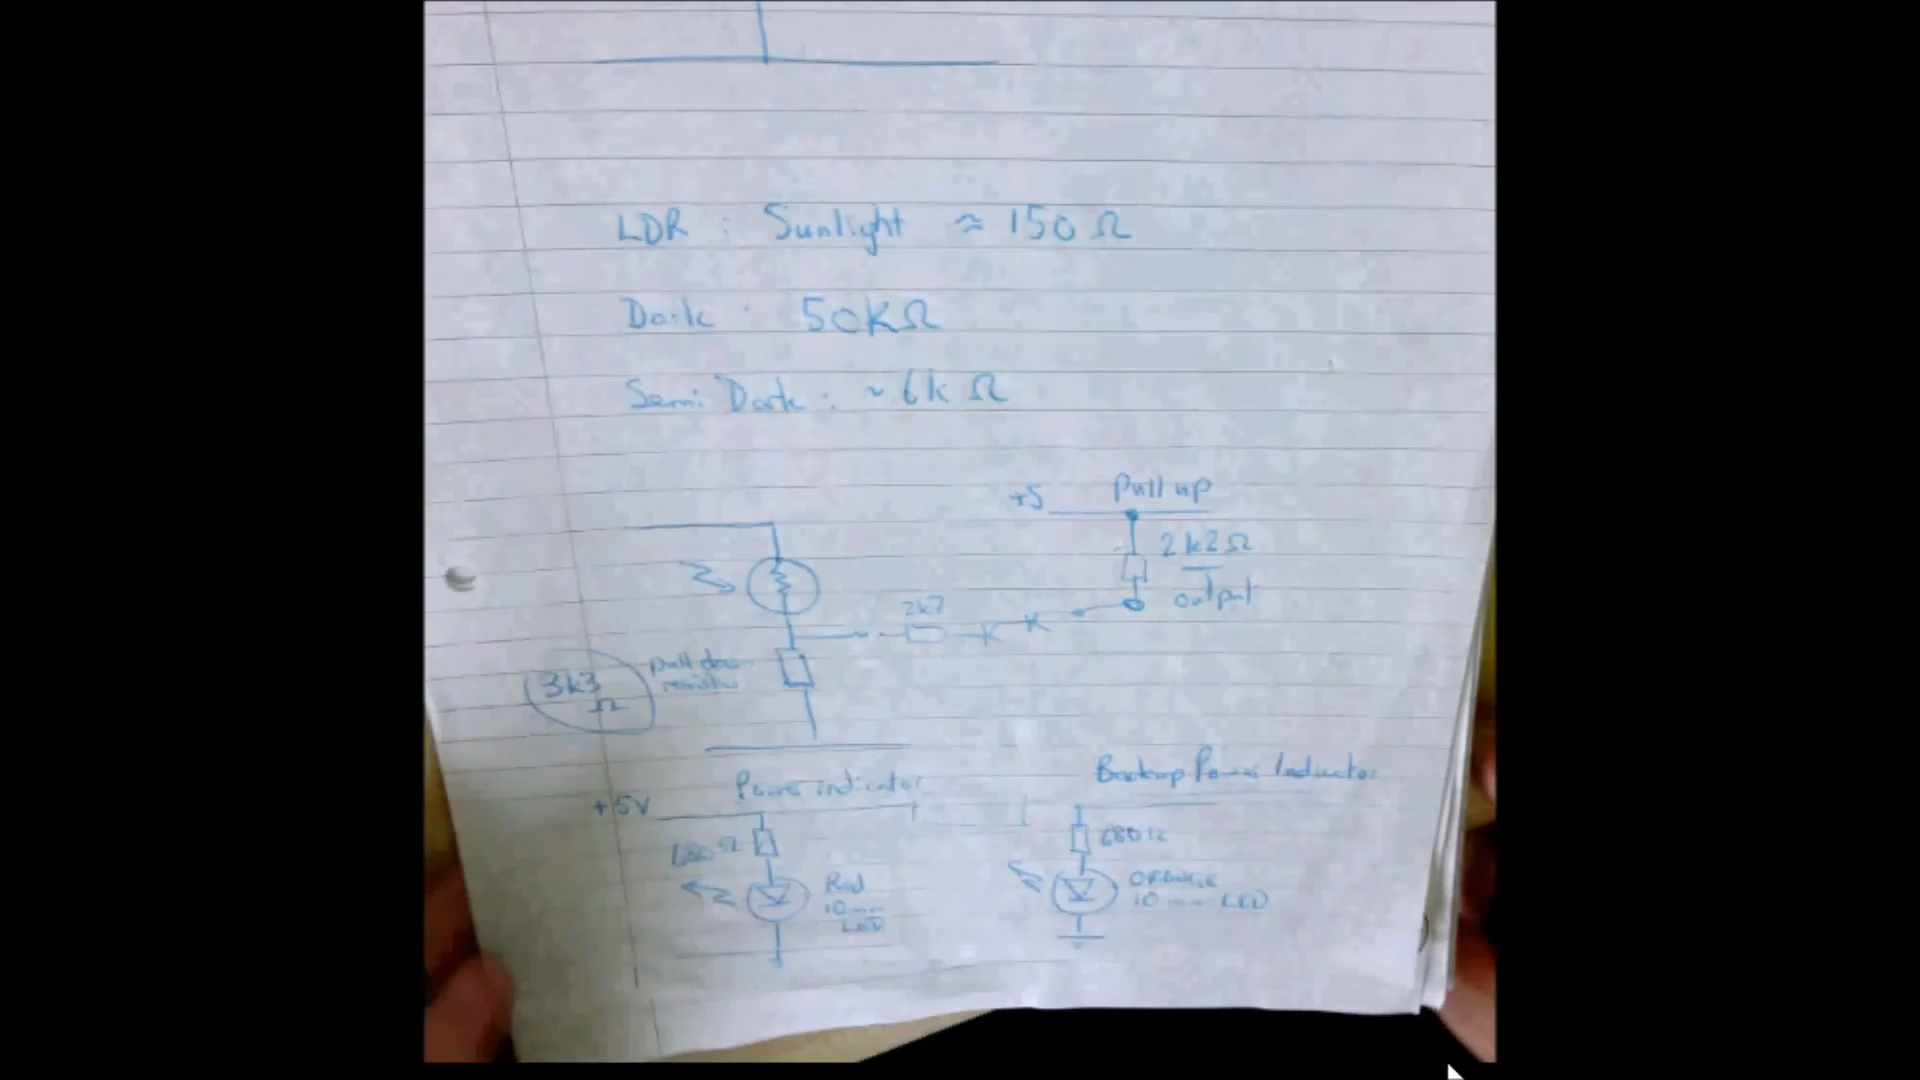 LDR : Sunlight ≈ 150 Ω
Dark : 50KΩ
Semi Dark : ~ 6k Ω
+5 Pull up
2k2Ω
output
2k7
pull down
resistor
3k3
Ω
Power indicator
+5V
Red
10mm
LED
Backup Power Indicator
680Ω
ORANGE
10mm LED